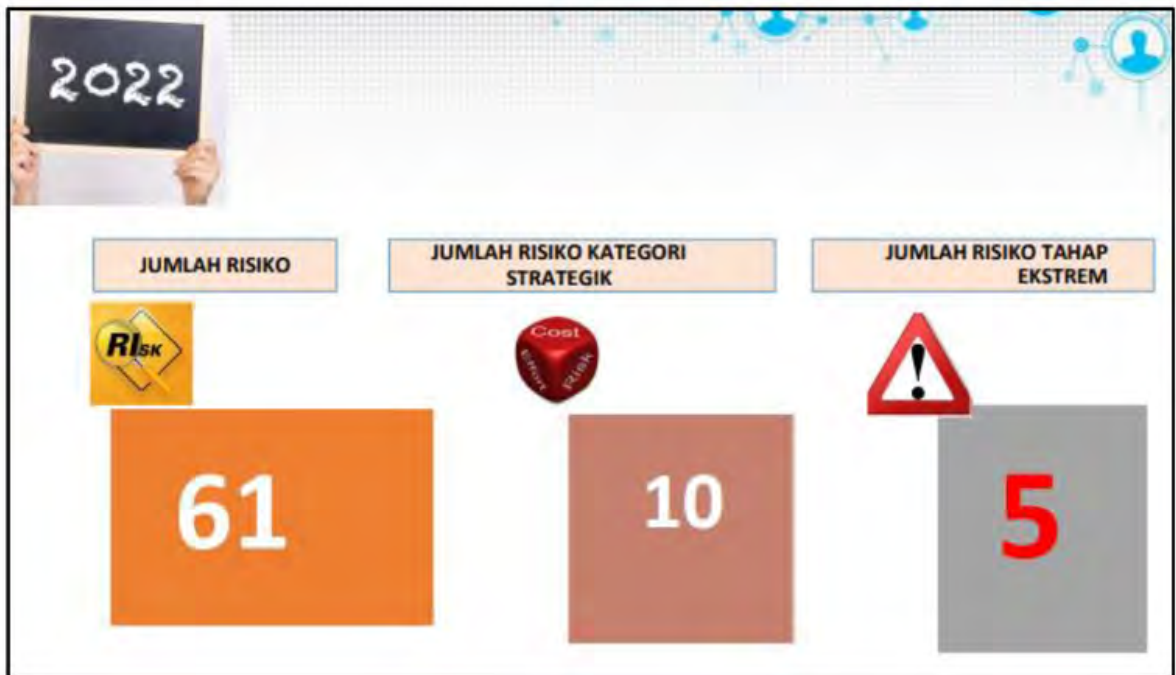 2022
JUMLAH RISIKO
JUMLAH RISIKO KATEGORI
STRATEGIK
JUMLAH RISIKO TAHAP
EKSTREM
RISK
Cost
Effort
Risk
!
61
10
5